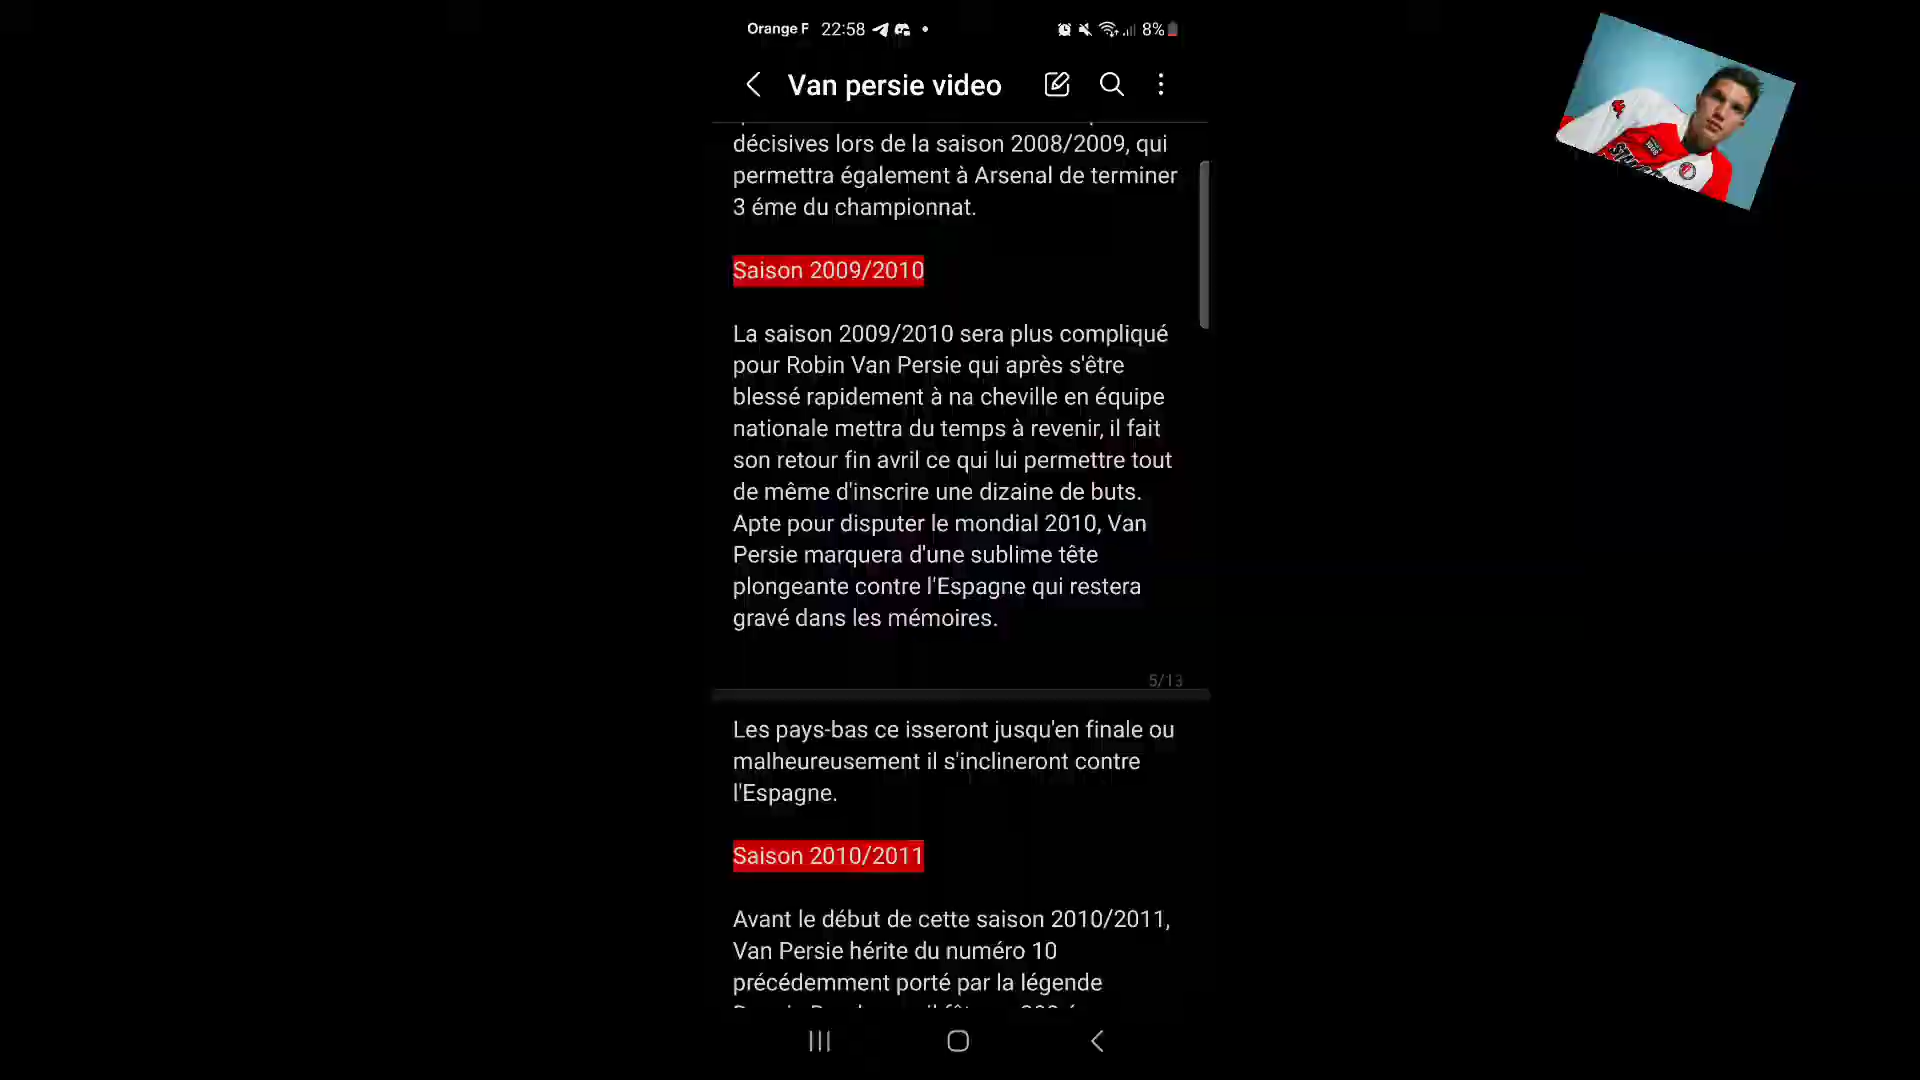 Orange F 22:58 8%
Van persie video
décisives lors de la saison 2008/2009, qui
permettra également à Arsenal de terminer
3 éme du championnat.
Saison 2009/2010
La saison 2009/2010 sera plus compliqué
pour Robin Van Persie qui après s'être
blessé rapidement à na cheville en équipe
nationale mettra du temps à revenir, il fait
son retour fin avril ce qui lui permettre tout
de même d'inscrire une dizaine de buts.
Apte pour disputer le mondial 2010, Van
Persie marquera d'une sublime tête
plongeante contre l'Espagne qui restera
gravé dans les mémoires.
5/13
Les pays-bas ce isseront jusqu'en finale ou
malheureusement il s'inclineront contre
l'Espagne.
Saison 2010/2011
Avant le début de cette saison 2010/2011,
Van Persie hérite du numéro 10
précédemment porté par la légende